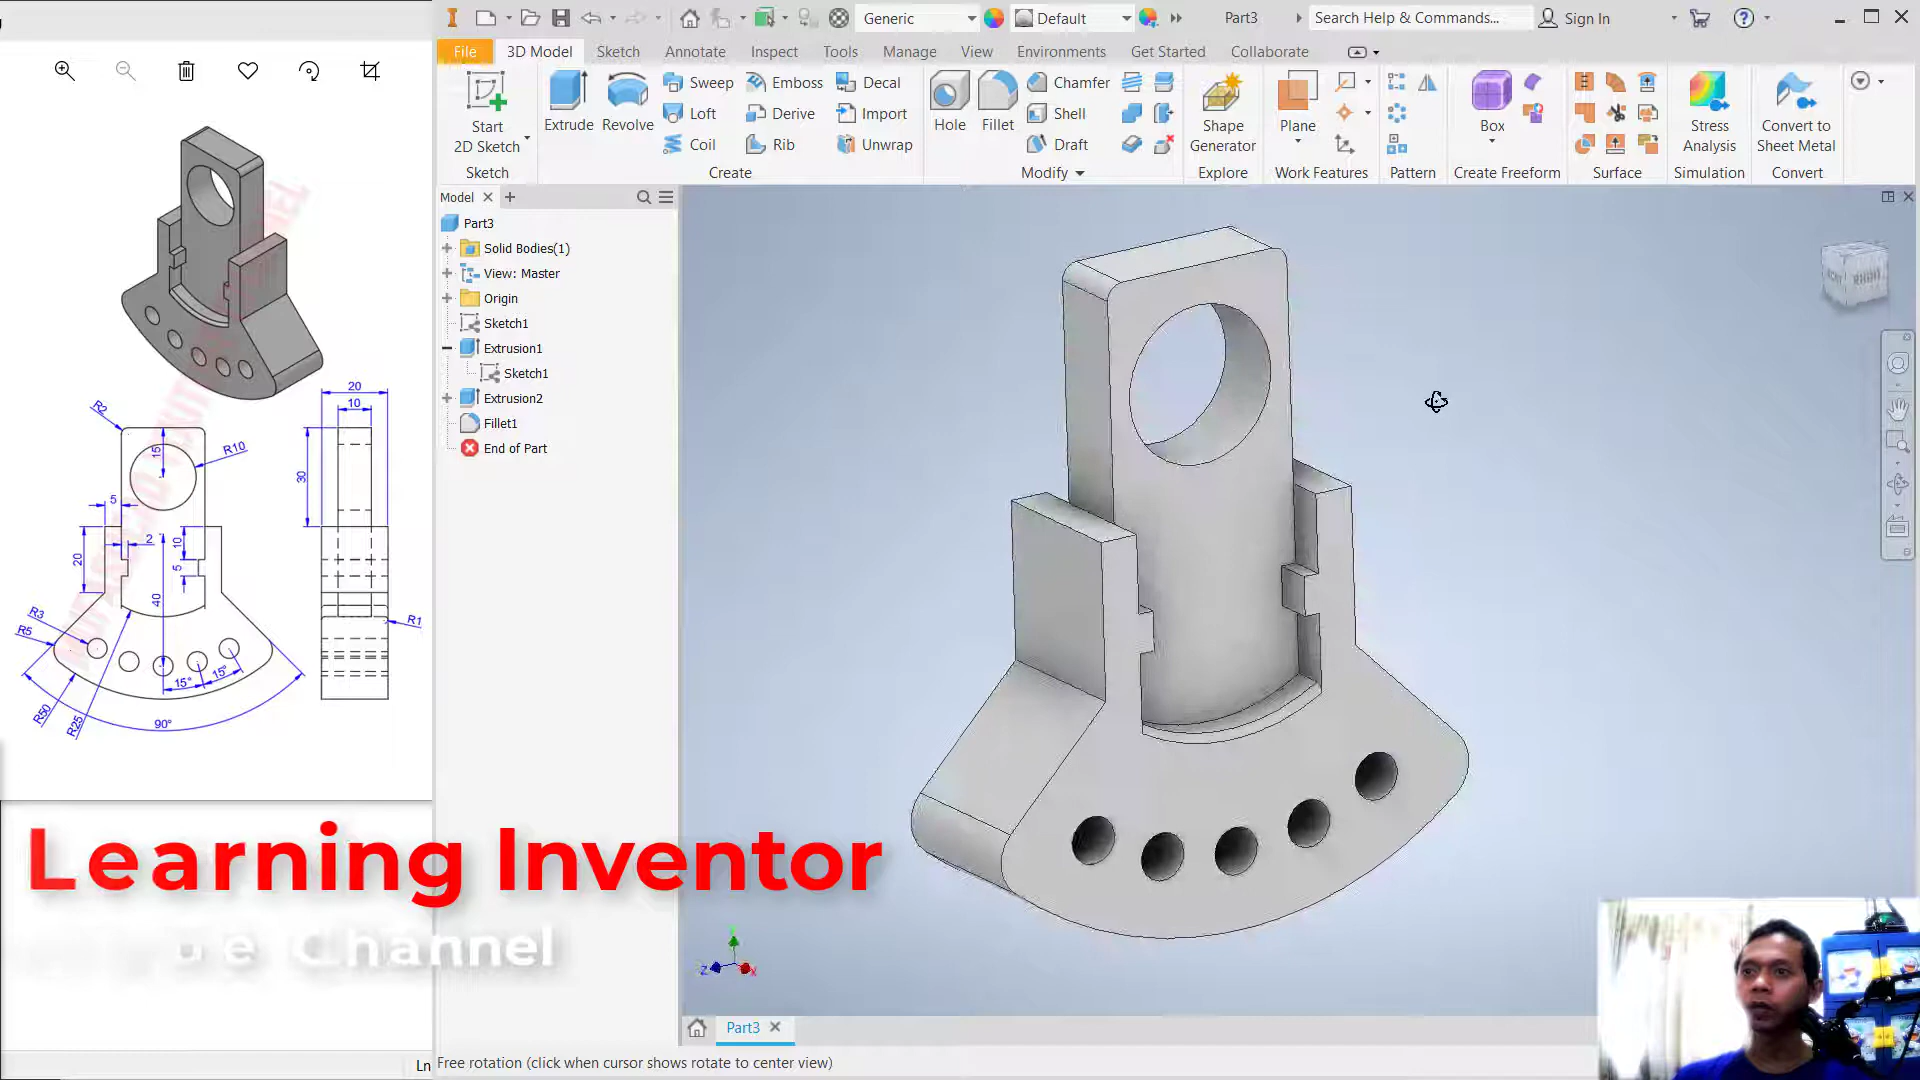 Generic
Default
Part3
Search Help & Commands...
Sign In
File
3D Model
Sketch
Annotate
Inspect
Tools
Manage
View
Environments
Get Started
Collaborate
Start
2D Sketch
Sketch
Extrude
Revolve
Sweep
Loft
Coil
Emboss
Derive
Rib
Decal
Import
Unwrap
Create
Hole
Fillet
Chamfer
Shell
Draft
Modify
Shape
Generator
Explore
Plane
Work Features
Pattern
Box
Create Freeform
Surface
Stress
Analysis
Simulation
Convert to
Sheet Metal
Convert
Model
Part3
Solid Bodies(1)
View: Master
Origin
Sketch1
Extrusion1
Sketch1
Extrusion2
Fillet1
End of Part
RIGHT
R2
15
R10
5
2
10
5
20
40
R3
R5
15°
15°
R50
R25
90°
20
10
30
R1
Learning Inventor
Channel
Y
Z
X
Part3
Ln
Free rotation (click when cursor shows rotate to center view)